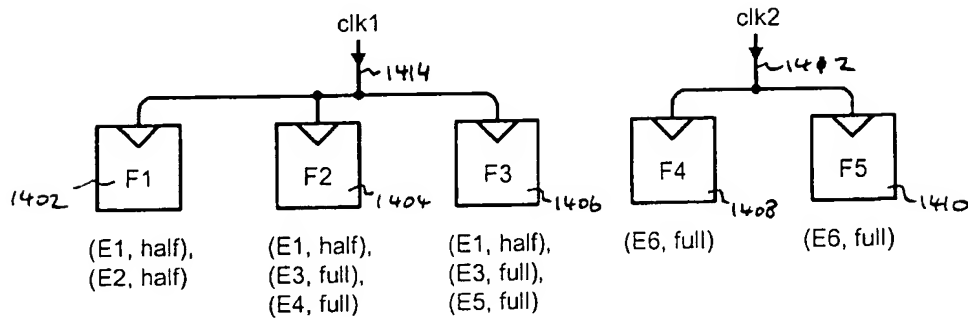 clk1
clk2
1414
1412
F1
F2
F3
F4
F5
1402
1404
1406
1408
1410
(E1, half),
(E2, half)
(E1, half),
(E3, full),
(E4, full)
(E1, half),
(E3, full),
(E5, full)
(E6, full)
(E6, full)